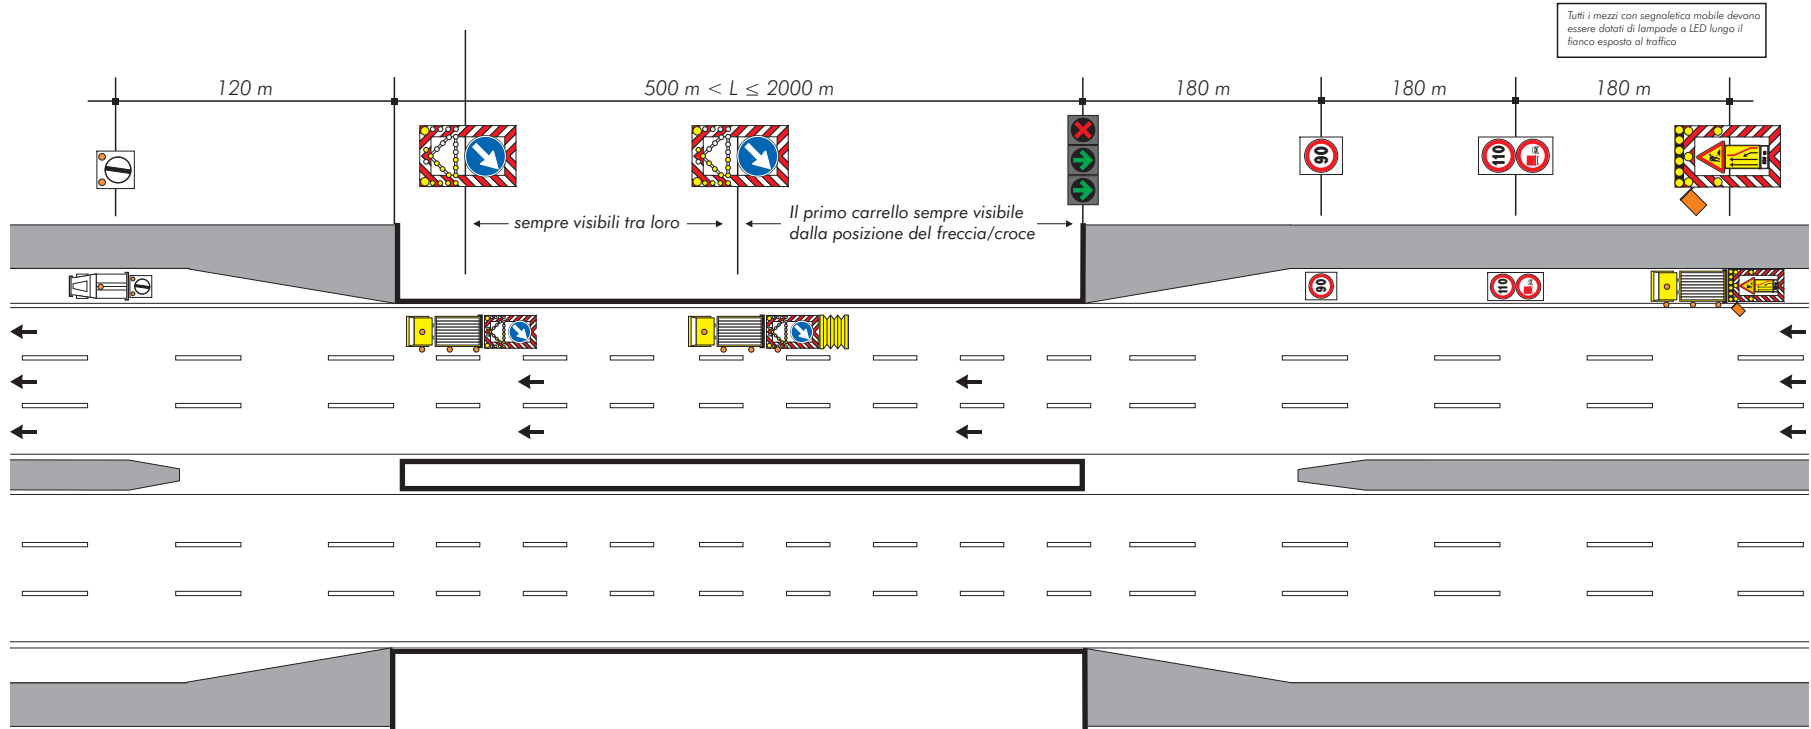 Tutti i mezzi con segnaletica mobile devono
essere dotati di lampade a LED lungo il
fianco esposto al traffico
120 m
500 m < L ≤ 2000 m
180 m
180 m
180 m
90
110
sempre visibili tra loro
Il primo carrello sempre visibile
dalla posizione del freccia/croce
90
110